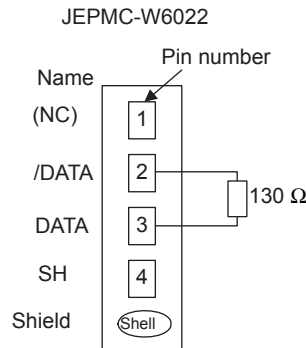 JEPMC-W6022
Pin number
Name
(NC) 1
/DATA 2
130 Ω
DATA 3
SH 4
Shield Shell